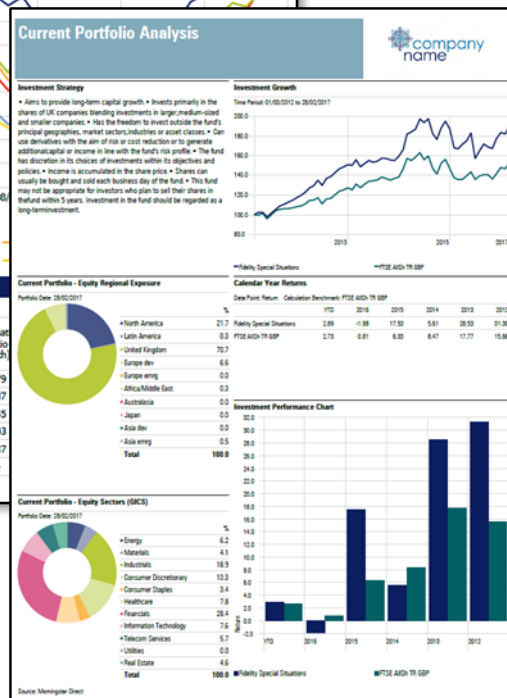 Current Portfolio Analysis
company
name
Investment Strategy
• Aims to provide long-term capital growth. • Invests primarily in the
shares of UK companies blending investments in larger,medium-sized
and smaller companies. • Has the freedom to invest outside the fund's
principal geographies, market sectors,industries or asset classes. • Can
use derivatives with the aim of risk or cost reduction or to generate
additionalcapital or income in line with the fund's risk profile. • The fund
has discretion in its choices of investments within its objectives and
policies. • Income is accumulated in the share price. • Shares can
usually be bought and sold each business day of the fund. • This fund
may not be appropriate for investors who plan to sell their shares in
thefund within 5 years. Investment in the fund should be regarded as a
long-terminvestment.
Investment Growth
Time Period: 01/03/2012 to 28/02/2017
200.0
180.0
160.0
140.0
120.0
100.0
80.0
2013 2015 2017
Fidelity Special Situations FTSE AllSh TR GBP
Current Portfolio - Equity Regional Exposure
Portfolio Date: 28/02/2017
%
North America 21.7
Latin America 0.3
United Kingdom 70.7
Europe dev 6.6
Europe emrg 0.0
Africa/Middle East 0.3
Australasia 0.0
Japan 0.0
Asia dev 0.0
Asia emrg 0.5
Total 100.0
Calendar Year Returns
Data Point: Return Calculation Benchmark: FTSE AllSh TR GBP
YTD 2016 2015 2014 2013 2012
Fidelity Special Situations 2.89 -1.98 17.50 5.61 28.53
FTSE AllSh TR GBP 2.73 0.81 6.33 8.47 17.77
Investment Performance Chart
32.0
30.0
28.0
26.0
24.0
22.0
20.0
18.0
16.0
14.0
12.0
10.0
8.0
6.0
4.0
2.0
0.0
-2.0
Return
YTD 2016 2015 2014 2013 2012
Fidelity Special Situations FTSE AllSh TR GBP
Current Portfolio - Equity Sectors (GICS)
Portfolio Date: 28/02/2017
%
Energy 6.2
Materials 4.1
Industrials 18.9
Consumer Discretionary 13.3
Consumer Staples 3.4
Healthcare 7.8
Financials 28.4
Information Technology 7.6
Telecom Services 5.7
Utilities 0.0
Real Estate 4.6
Total 100.0
Source: Morningstar Direct